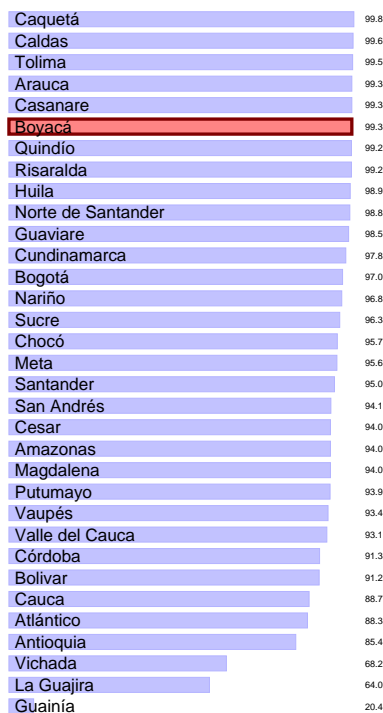 Caquetá 99.8
Caldas 99.6
Tolima 99.5
Arauca 99.3
Casanare 99.3
Boyacá 99.3
Quindío 99.2
Risaralda 99.2
Huila 98.9
Norte de Santander 98.8
Guaviare 98.5
Cundinamarca 97.8
Bogotá 97.0
Nariño 96.8
Sucre 96.3
Chocó 95.7
Meta 95.6
Santander 95.0
San Andrés 94.1
Cesar 94.0
Amazonas 94.0
Magdalena 94.0
Putumayo 93.9
Vaupés 93.4
Valle del Cauca 93.1
Córdoba 91.3
Bolivar 91.2
Cauca 88.7
Atlántico 88.3
Antioquia 85.4
Vichada 68.2
La Guajira 64.0
Guainía 20.4